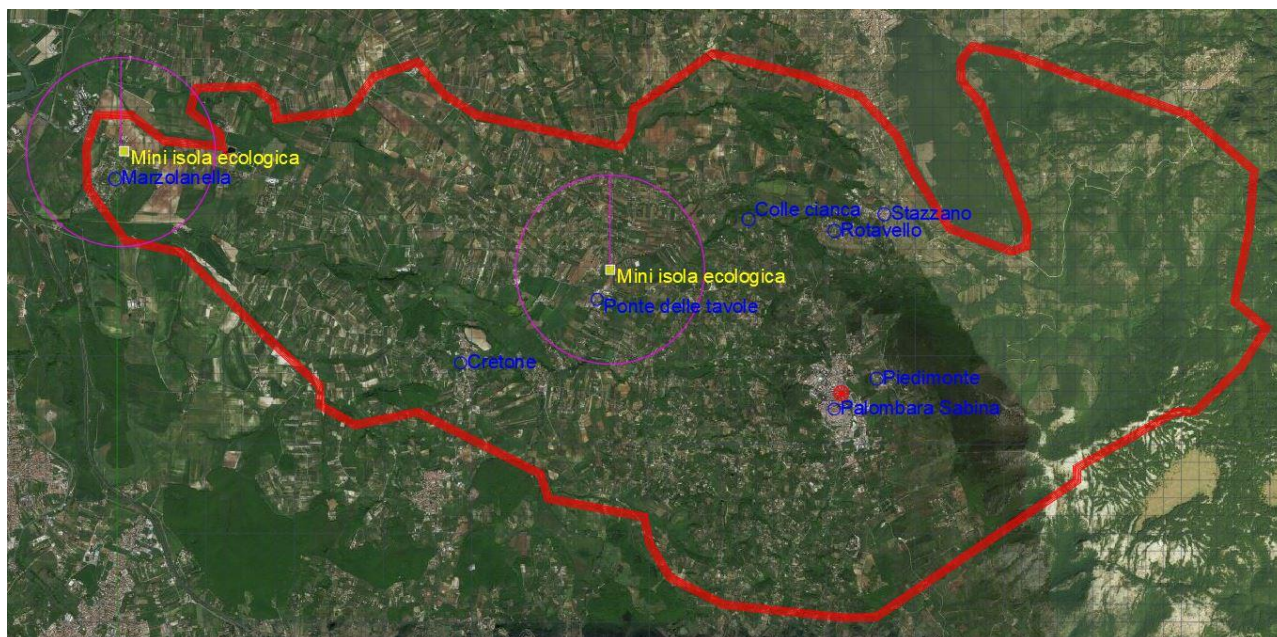 Mini isola ecologica
Marzolanella
Colle cianca
Stazzano
Rotavello
Mini isola ecologica
Ponte delle tavole
Cretone
Piedimonte
Palombara Sabina